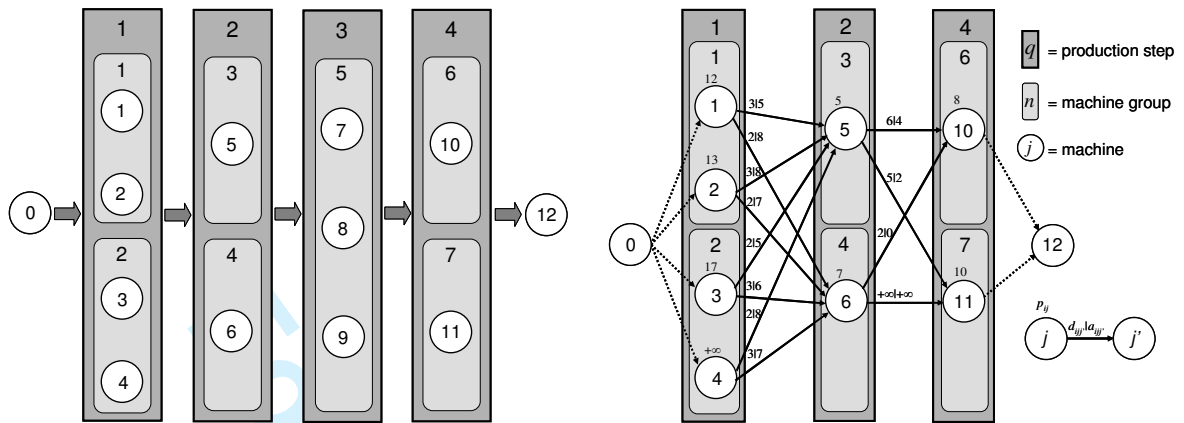 1 2 3 4
1 3 5 6
1 5 7 10
2
0 8 12
2 4 7
3 6 9 11
4
1 2 4
1 3 6
12 5 8
1 5 10
3|5 6|4
2|8
13
2
3|8 5|2
2|7
0 12
2 4 7
2|5 2|0
17 7 10
3 6 11
3|6 +∞|+∞
2|8
+∞
4
3|7
q = production step
n = machine group
j = machine
p_ij
j d_ijj'|a_ijj' j'